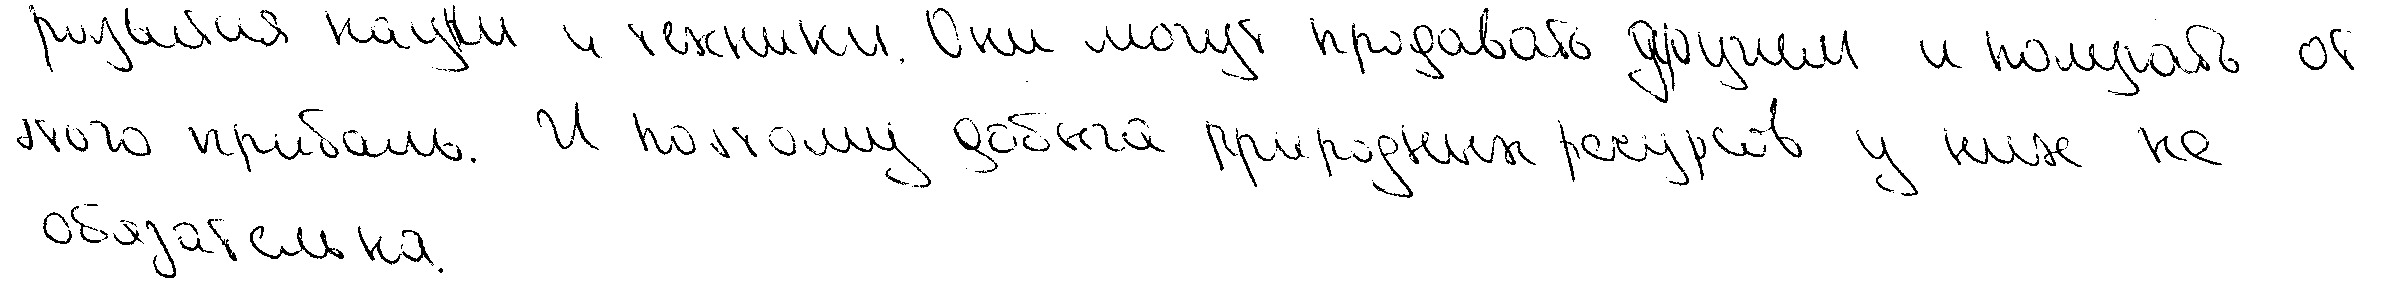 развития науки и техники. Они могут продавать другим и получать от
этого прибыль. И поэтому добыча природных ресурсов у них не
обязательна.